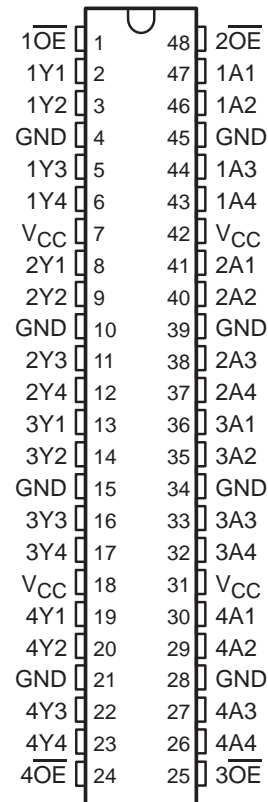 1O̅E̅ 1 48 2O̅E̅
1Y1 2 47 1A1
1Y2 3 46 1A2
GND 4 45 GND
1Y3 5 44 1A3
1Y4 6 43 1A4
VCC 7 42 VCC
2Y1 8 41 2A1
2Y2 9 40 2A2
GND 10 39 GND
2Y3 11 38 2A3
2Y4 12 37 2A4
3Y1 13 36 3A1
3Y2 14 35 3A2
GND 15 34 GND
3Y3 16 33 3A3
3Y4 17 32 3A4
VCC 18 31 VCC
4Y1 19 30 4A1
4Y2 20 29 4A2
GND 21 28 GND
4Y3 22 27 4A3
4Y4 23 26 4A4
4O̅E̅ 24 25 3O̅E̅